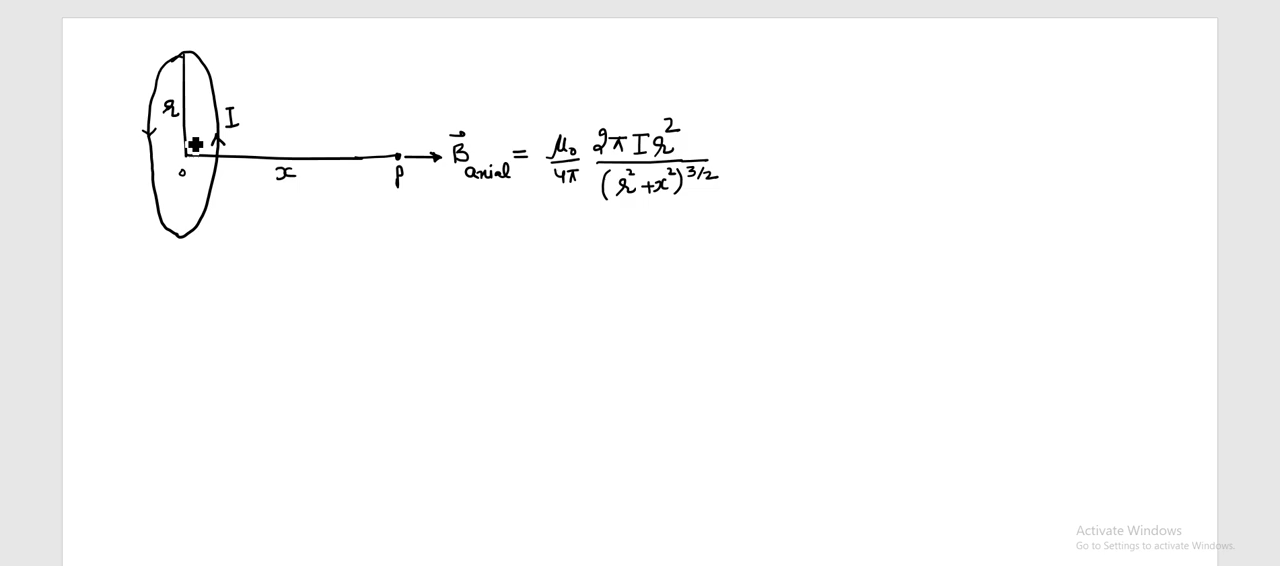 r
I
o
x
P
B⃗ axial = μ₀/4π 2πIr²/(r²+x²)^3/2
Activate Windows
Go to Settings to activate Windows.